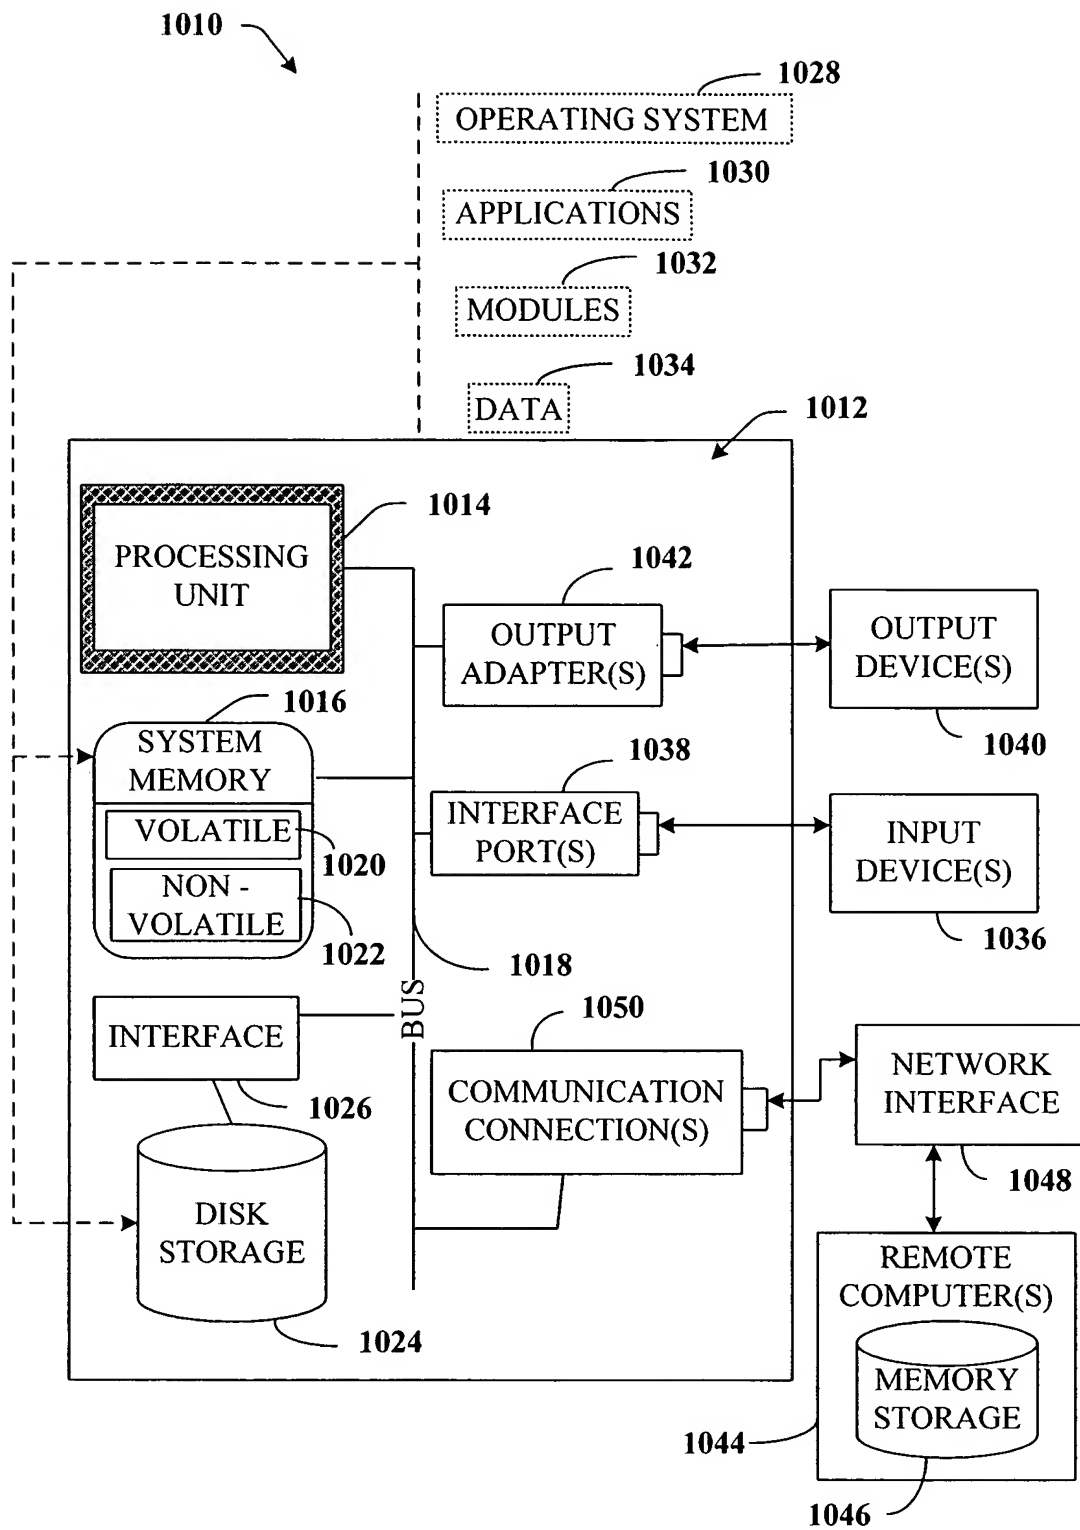 1010
1028
OPERATING SYSTEM
1030
APPLICATIONS
1032
MODULES
1034
DATA
1012
1014
PROCESSING
UNIT
1042
OUTPUT
ADAPTER(S)
OUTPUT
DEVICE(S)
1040
1016
SYSTEM
MEMORY
VOLATILE
1020
NON -
VOLATILE
1022
1038
INTERFACE
PORT(S)
INPUT
DEVICE(S)
1036
1018
BUS
INTERFACE
1026
1050
COMMUNICATION
CONNECTION(S)
NETWORK
INTERFACE
1048
DISK
STORAGE
1024
REMOTE
COMPUTER(S)
MEMORY
STORAGE
1044
1046